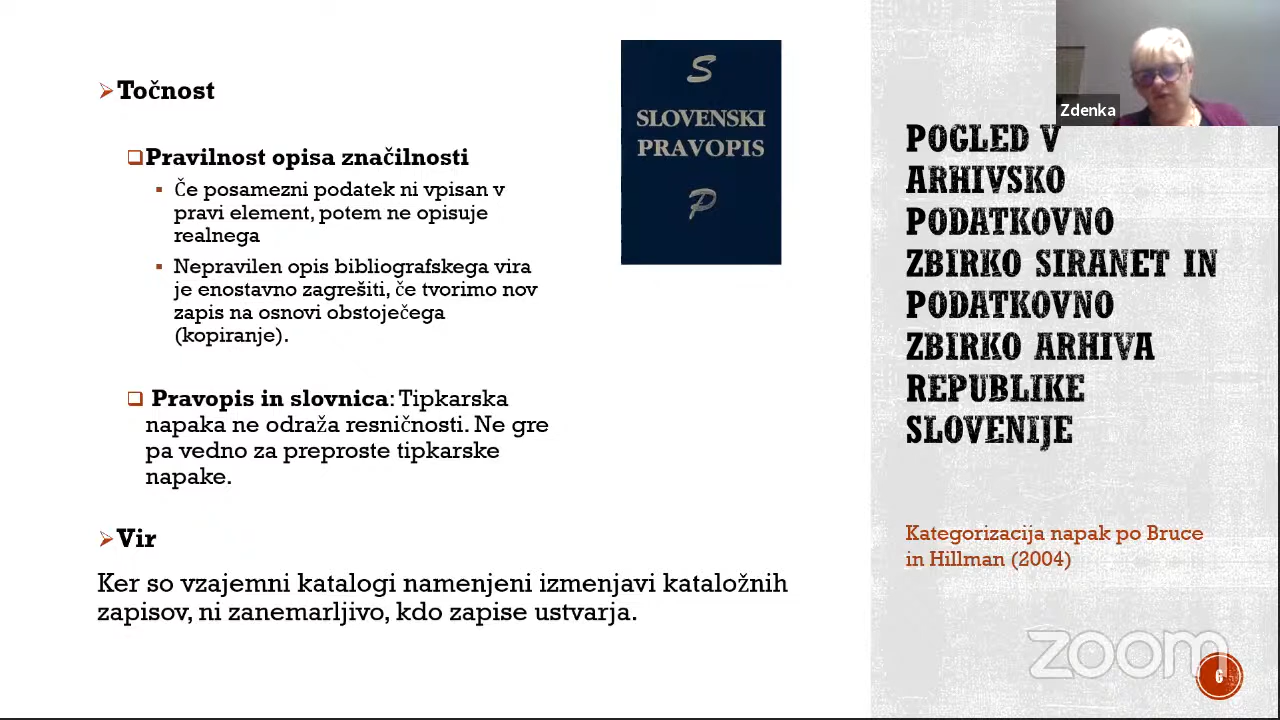 Točnost
Pravilnost opisa značilnosti
Če posamezni podatek ni vpisan v
pravi element, potem ne opisuje
realnega
Nepravilen opis bibliografskega vira
je enostavno zagrešiti, če tvorimo nov
zapis na osnovi obstoječega
(kopiranje).
Pravopis in slovnica: Tipkarska
napaka ne odraža resničnosti. Ne gre
pa vedno za preproste tipkarske
napake.
Vir
Ker so vzajemni katalogi namenjeni izmenjavi kataložnih
zapisov, ni zanemarljivo, kdo zapise ustvarja.
S
SLOVENSKI
PRAVOPIS
P
Zdenka
POGLED V
ARHIVSKO
PODATKOVNO
ZBIRKO SIRANET IN
PODATKOVNO
ZBIRKO ARHIVA
REPUBLIKE
SLOVENIJE
Kategorizacija napak po Bruce
in Hillman (2004)
zoom
6